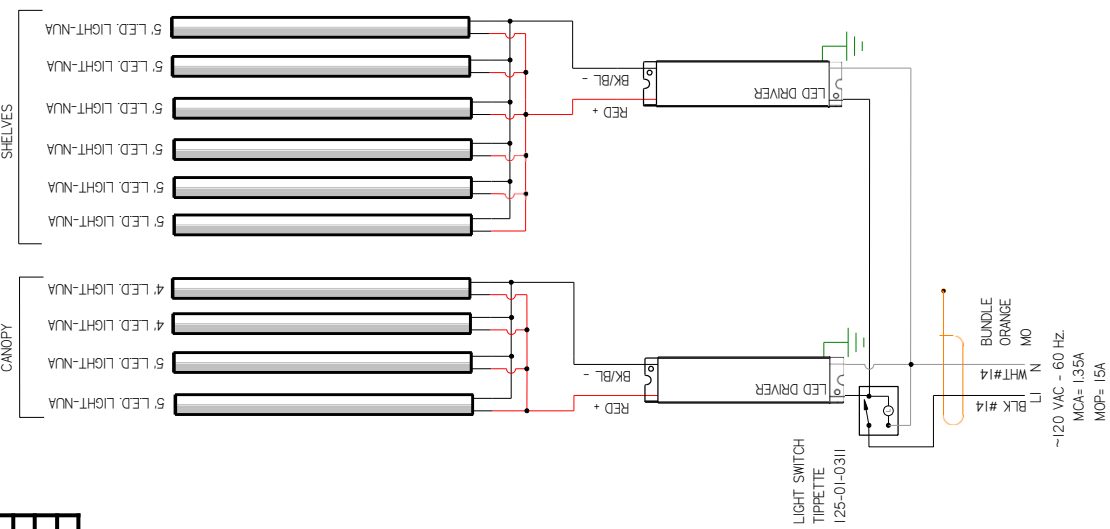 SHELVES
5'. LED. LIGHT-NUA
5'. LED. LIGHT-NUA
5'. LED. LIGHT-NUA
5'. LED. LIGHT-NUA
5'. LED. LIGHT-NUA
5'. LED. LIGHT-NUA
BK/BL -
RED +
LED DRIVER
CANOPY
4'. LED. LIGHT-NUA
4'. LED. LIGHT-NUA
5'. LED. LIGHT-NUA
5'. LED. LIGHT-NUA
BK/BL -
RED +
LED DRIVER
LIGHT SWITCH
TIPPETTE
125-01-0311
BUNDLE
ORANGE
MO
WHT#14 N
BLK #14 L1
~120 VAC - 60 Hz.
MCA= 1.35A
MOP= 15A